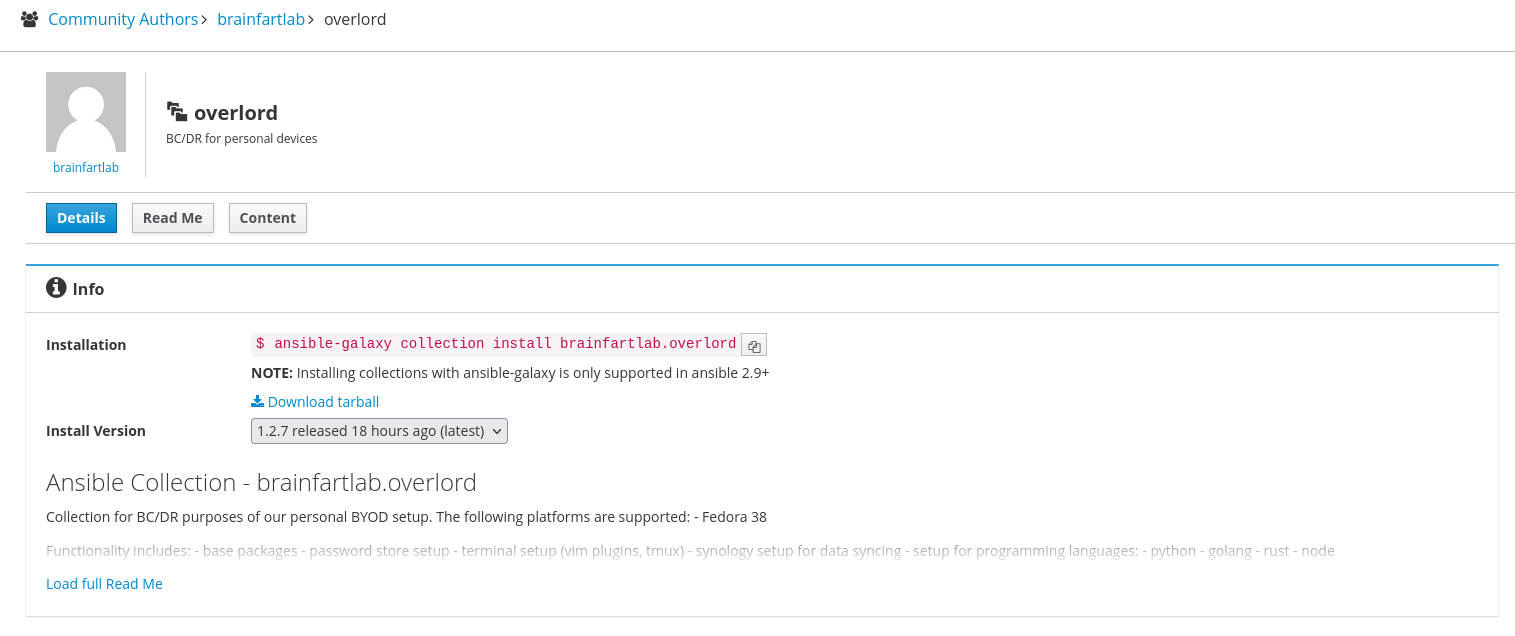 Community Authors > brainfartlab > overlord
overlord
BC/DR for personal devices
brainfartlab
Details Read Me Content
Info
Installation $ ansible-galaxy collection install brainfartlab.overlord
NOTE: Installing collections with ansible-galaxy is only supported in ansible 2.9+
Download tarball
Install Version 1.2.7 released 18 hours ago (latest)
Ansible Collection - brainfartlab.overlord
Collection for BC/DR purposes of our personal BYOD setup. The following platforms are supported: - Fedora 38
Functionality includes: - base packages - password store setup - terminal setup (vim plugins, tmux) - synology setup for data syncing - setup for programming languages: - python - golang - rust - node
Load full Read Me